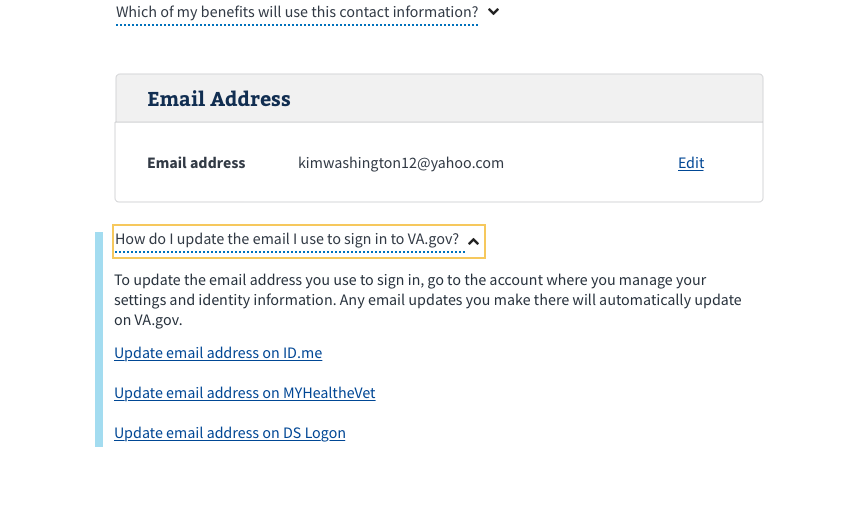 Which of my benefits will use this contact information?
Email Address
Email address kimwashington12@yahoo.com Edit
How do I update the email I use to sign in to VA.gov?
To update the email address you use to sign in, go to the account where you manage your
settings and identity information. Any email updates you make there will automatically update
on VA.gov.
Update email address on ID.me
Update email address on MYHealtheVet
Update email address on DS Logon